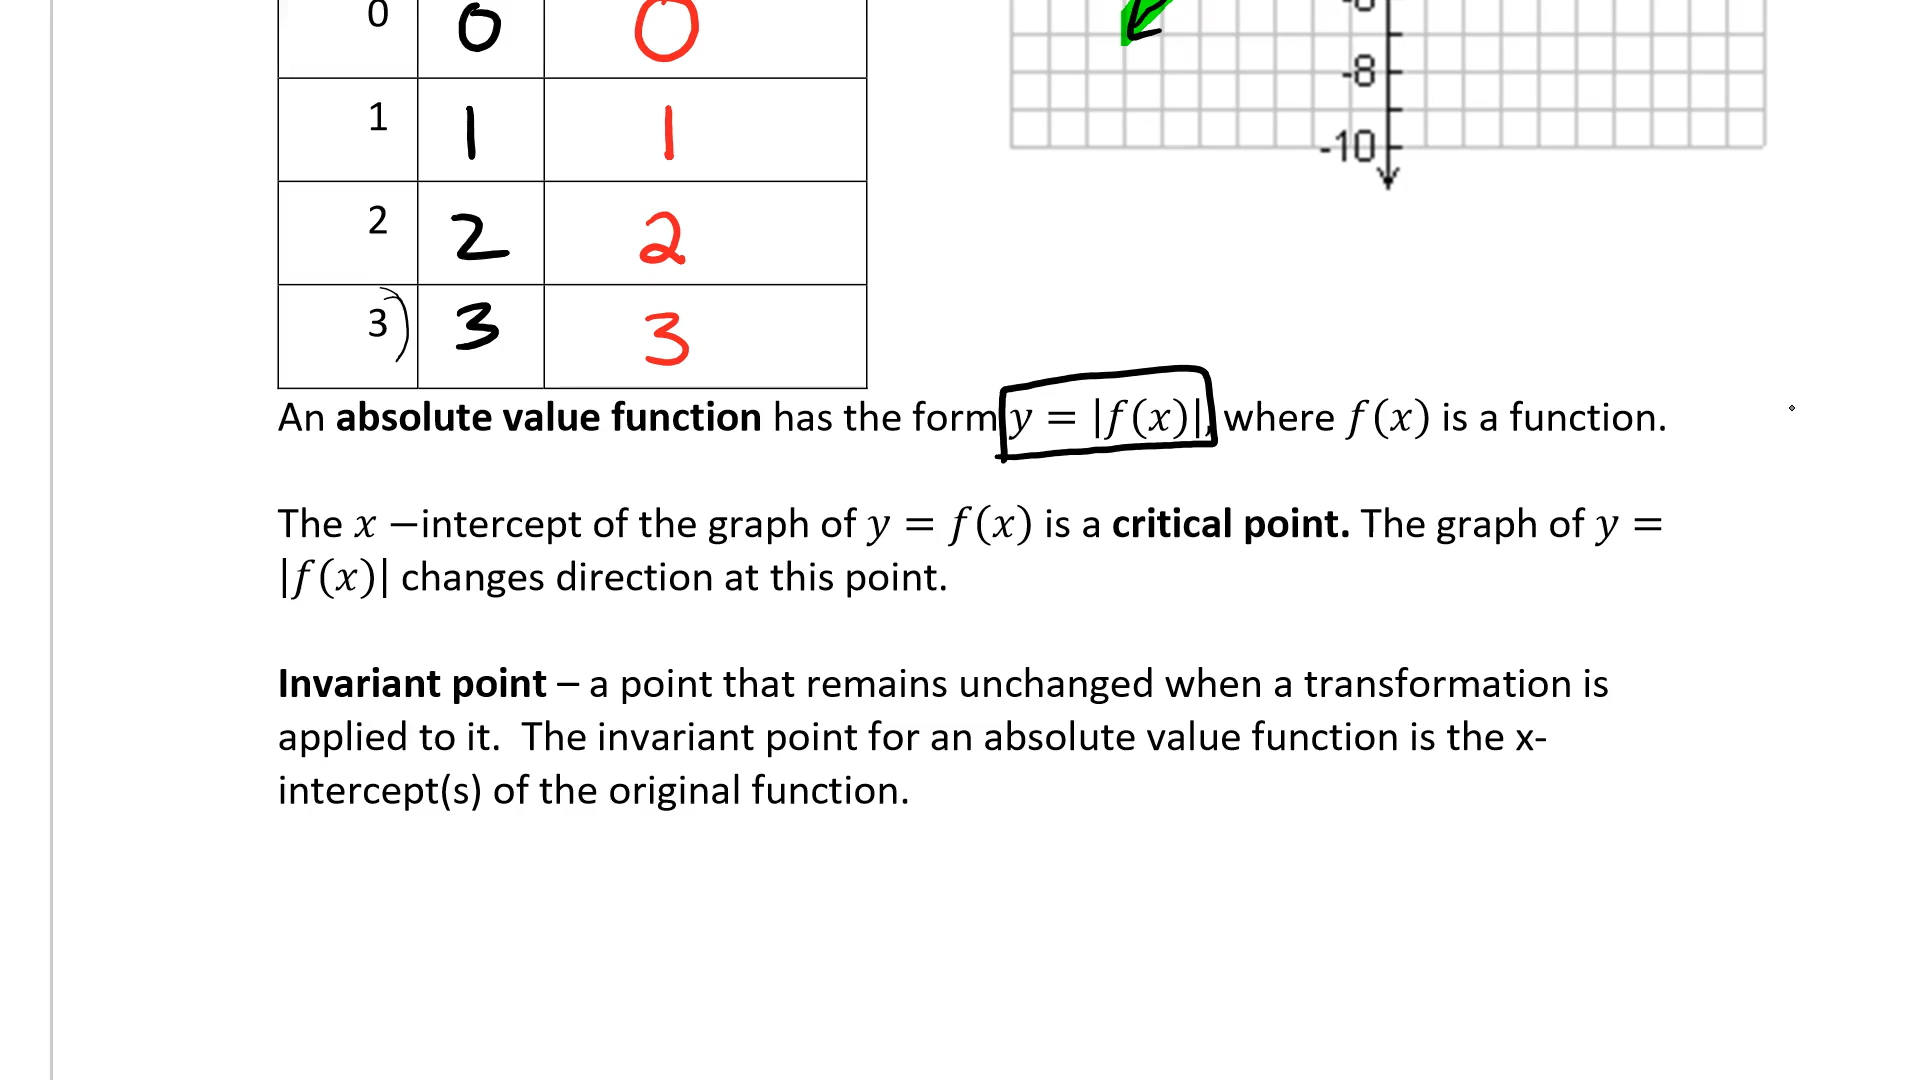 0 0 0
1 1 1
2 2 2
3) 3 3
-8
-10
An absolute value function has the form y = |f(x)|, where f(x) is a function.
The x −intercept of the graph of y = f(x) is a critical point. The graph of y =
|f(x)| changes direction at this point.
Invariant point – a point that remains unchanged when a transformation is
applied to it. The invariant point for an absolute value function is the x-
intercept(s) of the original function.